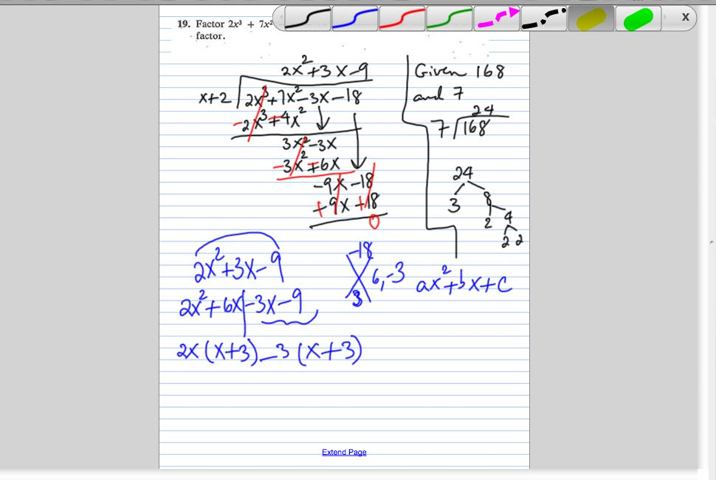 19. Factor 2x³ + 7x²
factor.
x
2x²+3x-9
x+2 2x³+7x²-3x-18
-2x³+4x²
3x²-3x
-3x²+6x
-9x-18
+9x+18
0
Given 168
and 7
24
7 168
24
3 8
2 4
2 2
2x²+3x-9
2x²+6x-3x-9
2x(x+3)-3(x+3)
-18
6,-3
3
ax²+bx+c
Extend Page